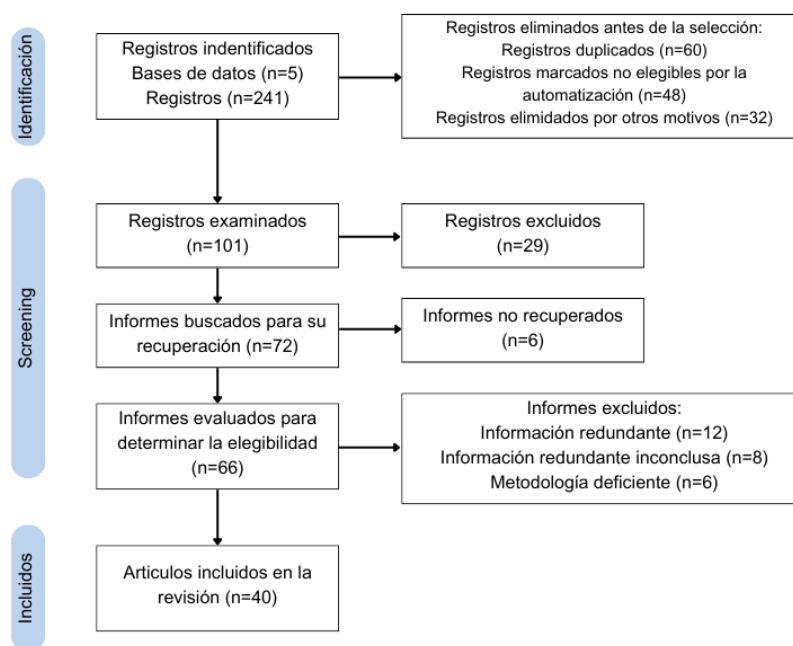 Identificación
Registros indentificados
Bases de datos (n=5)
Registros (n=241)
Registros eliminados antes de la selección:
Registros duplicados (n=60)
Registros marcados no elegibles por la
automatización (n=48)
Registros elimidados por otros motivos (n=32)
Screening
Registros examinados
(n=101)
Registros excluidos
(n=29)
Informes buscados para su
recuperación (n=72)
Informes no recuperados
(n=6)
Informes evaluados para
determinar la elegibilidad
(n=66)
Informes excluidos:
Información redundante (n=12)
Información redundante inconclusa (n=8)
Metodología deficiente (n=6)
Incluidos
Articulos incluidos en la
revisión (n=40)